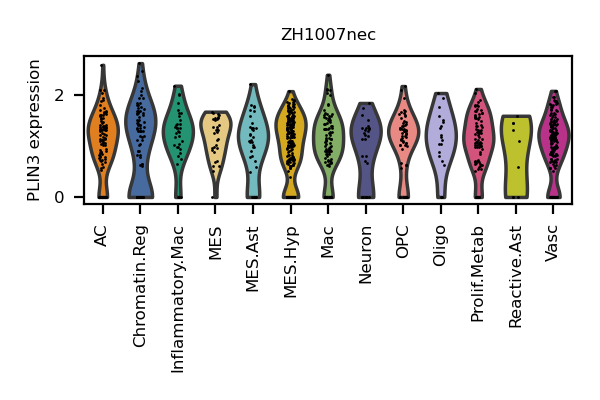 ZH1007nec
PLIN3 expression
2
0
AC
Chromatin.Reg
Inflammatory.Mac
MES
MES.Ast
MES.Hyp
Mac
Neuron
OPC
Oligo
Prolif.Metab
Reactive.Ast
Vasc